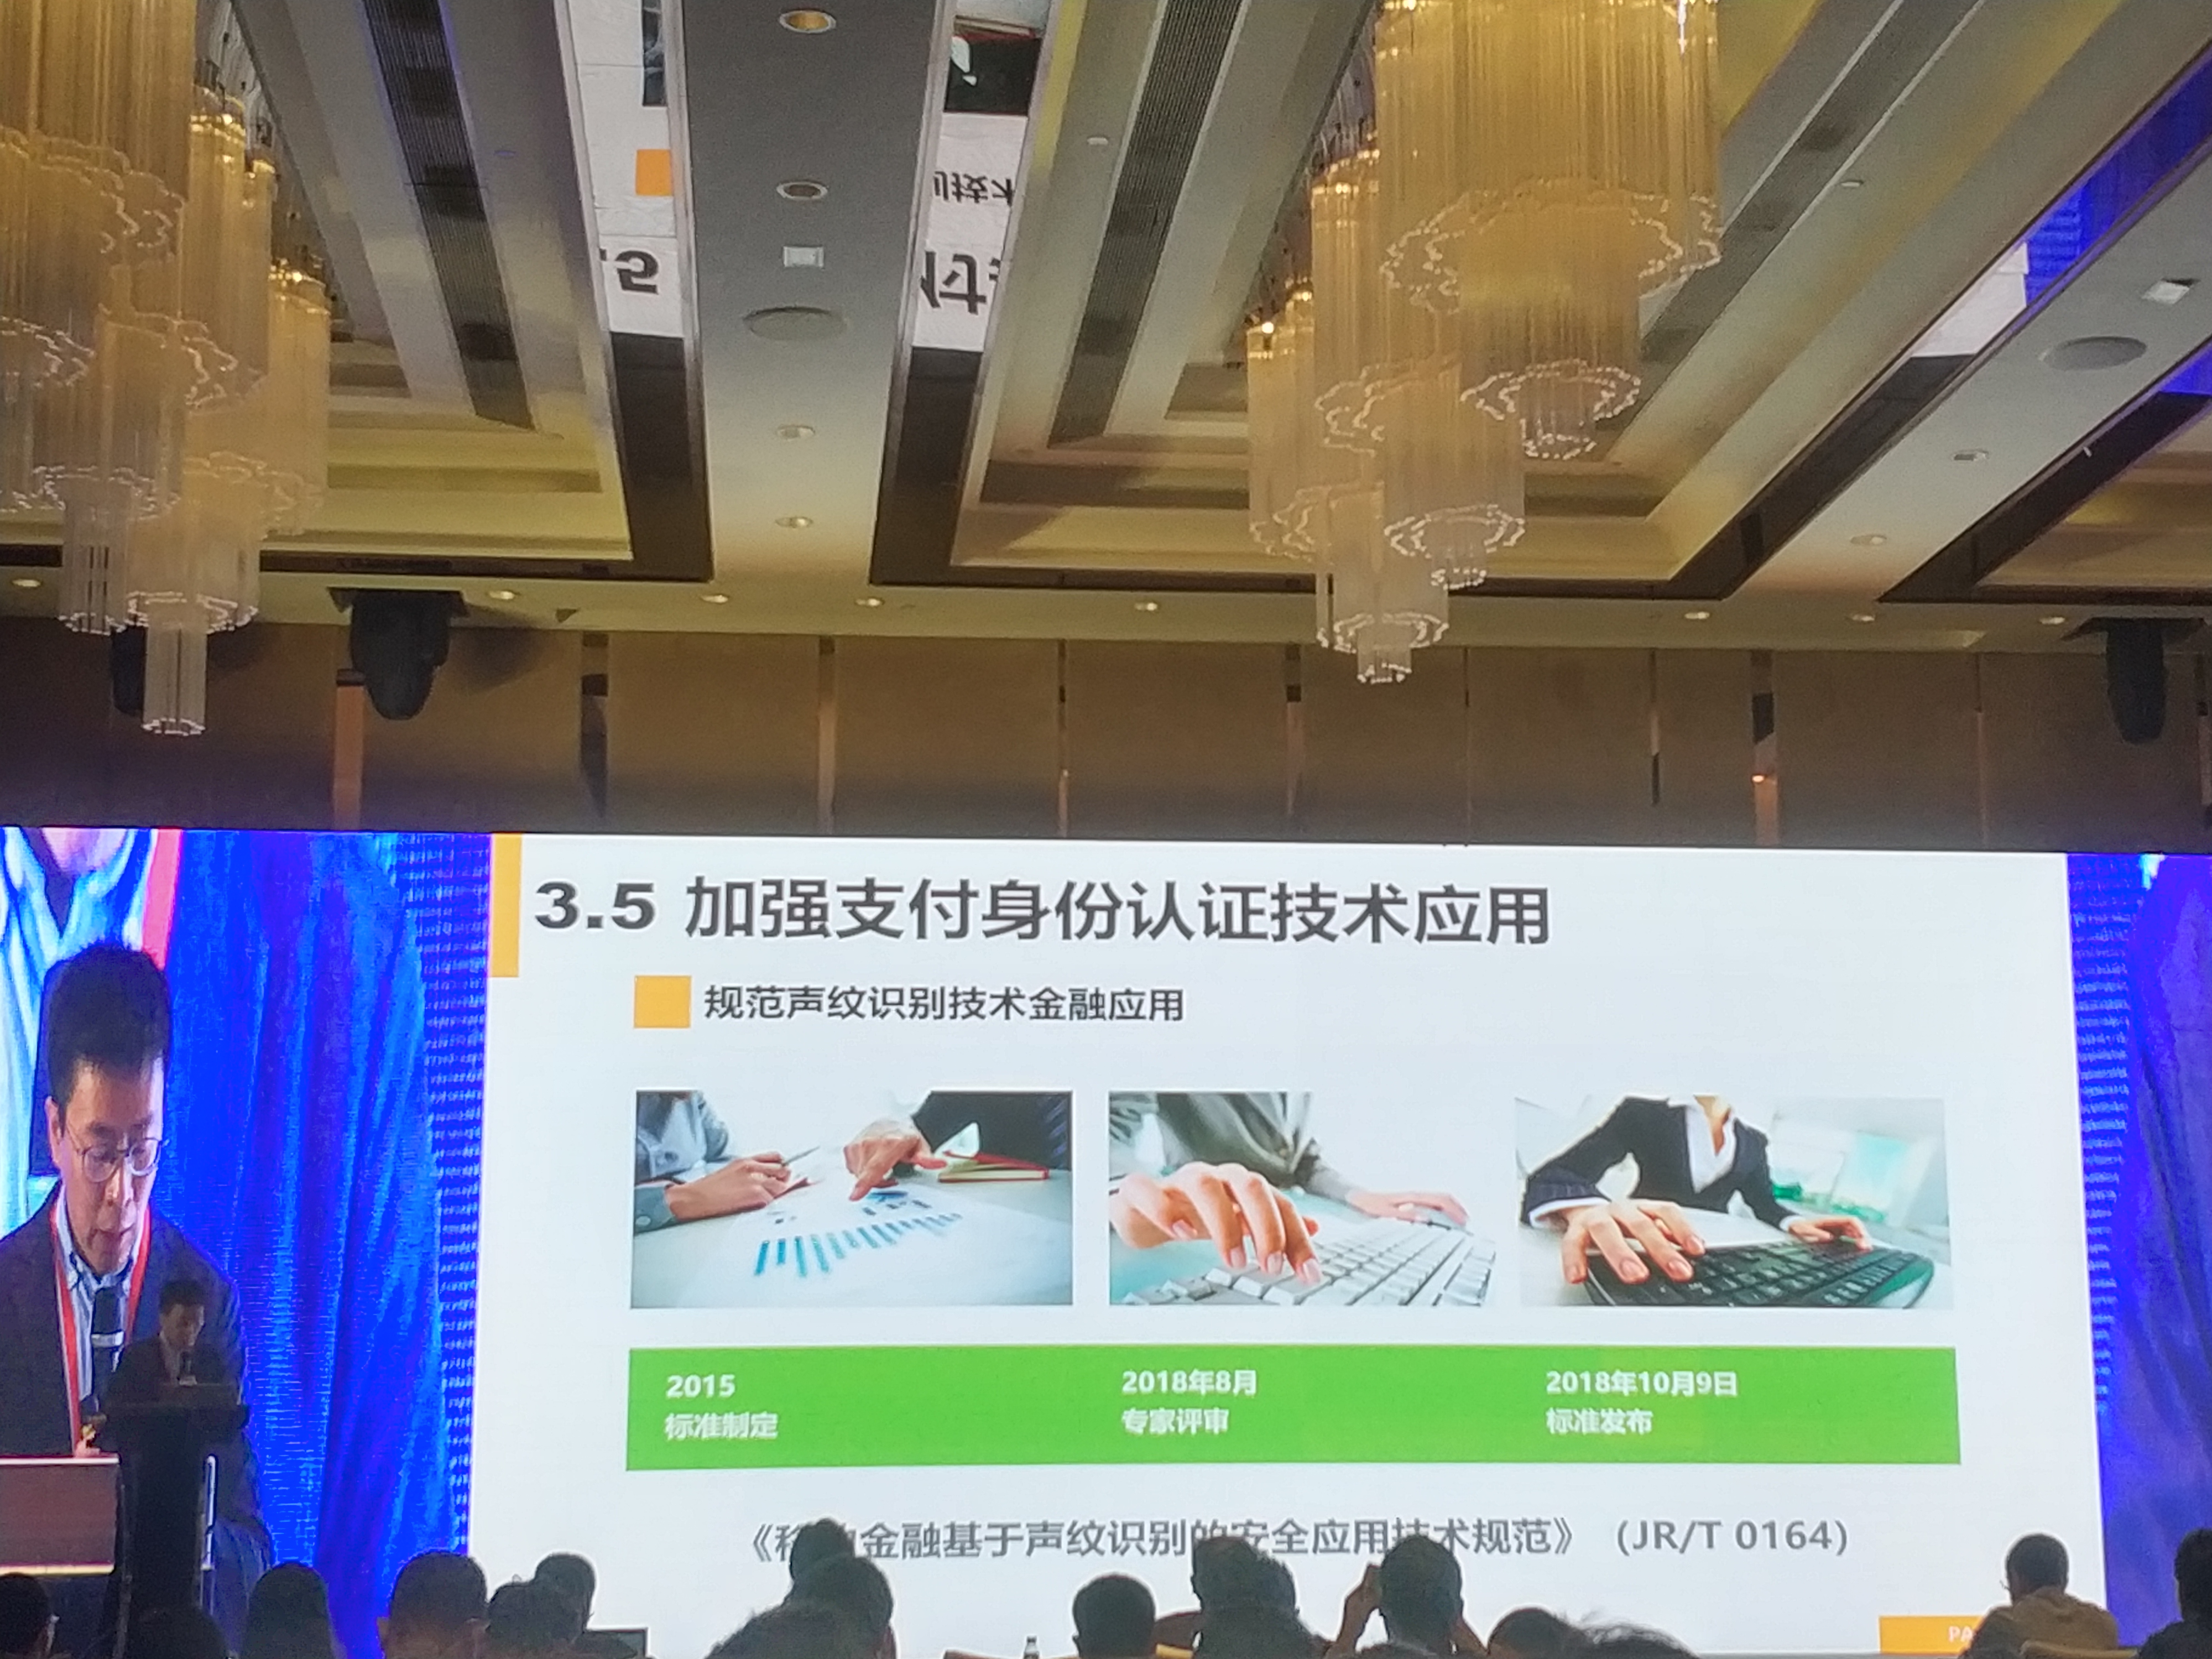 3.5 加强支付身份认证技术应用
规范声纹识别技术金融应用
2015
标准制定
2018年8月
专家评审
2018年10月9日
标准发布
《移 金融基于声纹识别的安全应用技术规范》 (JR/T 0164)